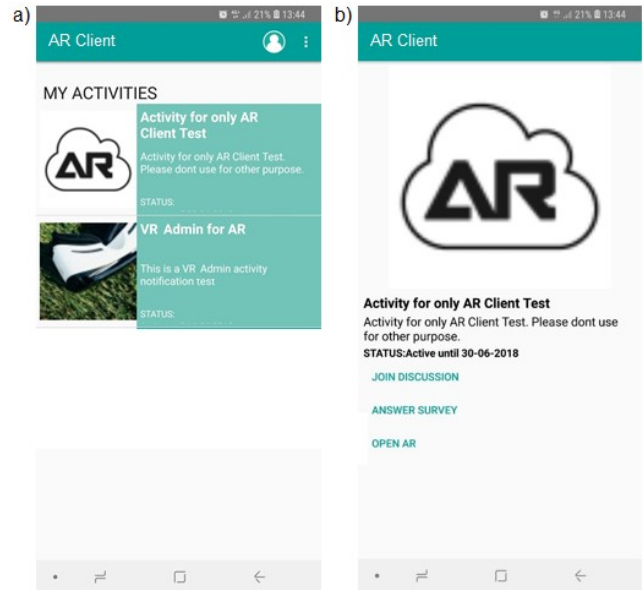 a)
21% 13:44
AR Client
MY ACTIVITIES
AR
Activity for only AR
Client Test
Activity for only AR Client Test.
Please dont use for other purpose.
STATUS:
VR Admin for AR
This is a VR Admin activity
notification test
STATUS:
b)
21% 13:44
AR Client
AR
Activity for only AR Client Test
Activity for only AR Client Test. Please dont use
for other purpose.
STATUS:Active until 30-06-2018
JOIN DISCUSSION
ANSWER SURVEY
OPEN AR